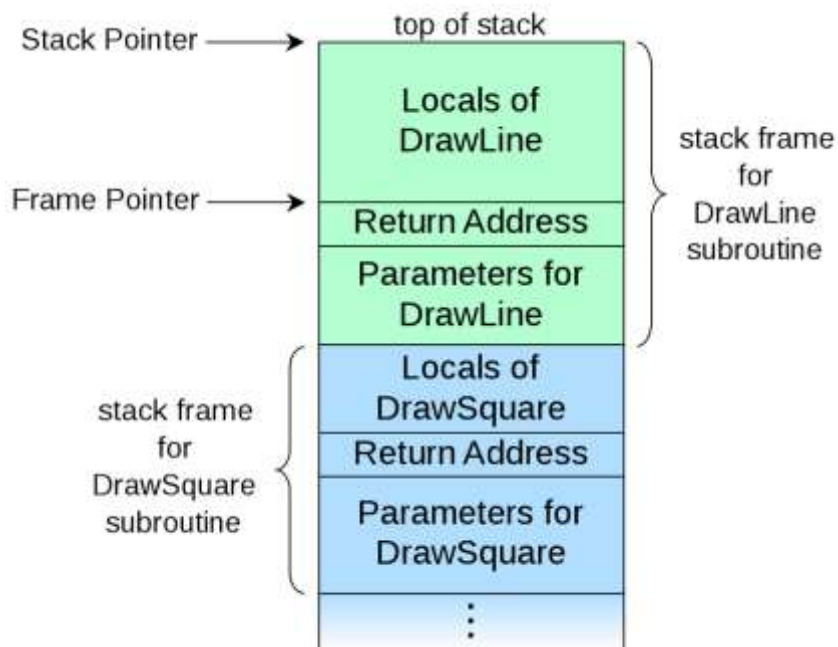 Stack Pointer
top of stack
Locals of
DrawLine
stack frame
for
DrawLine
subroutine
Frame Pointer
Return Address
Parameters for
DrawLine
Locals of
DrawSquare
stack frame
for
DrawSquare
subroutine
Return Address
Parameters for
DrawSquare
⋮